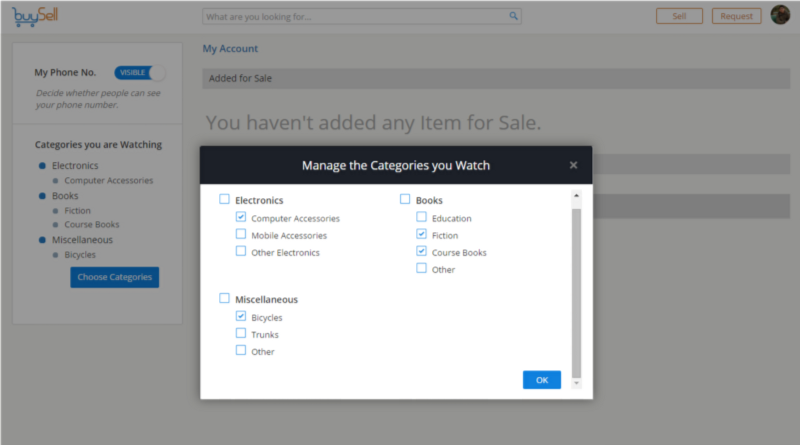 buySell
What are you looking for...
Sell
Request
My Phone No.
VISIBLE
Decide whether people can see
your phone number.
Categories you are Watching
Electronics
Computer Accessories
Books
Fiction
Course Books
Miscellaneous
Bicycles
Choose Categories
My Account
Added for Sale
You haven't added any Item for Sale.
Manage the Categories you Watch
×
Electronics
Computer Accessories
Mobile Accessories
Other Electronics
Books
Education
Fiction
Course Books
Other
Miscellaneous
Bicycles
Trunks
Other
OK